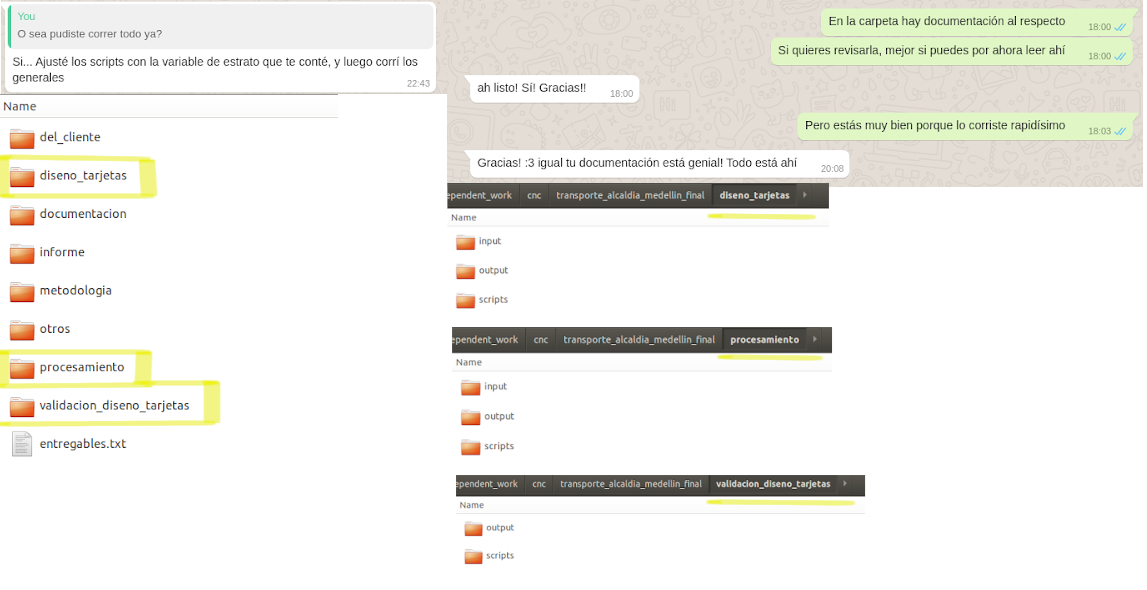 You
O sea pudiste correr todo ya?
Si... Ajusté los scripts con la variable de estrato que te conté, y luego corrí los
generales
22:43
Name
del_cliente
diseno_tarjetas
documentacion
informe
metodologia
otros
procesamiento
validacion_diseno_tarjetas
entregables.txt
En la carpeta hay documentación al respecto
18:00
Si quieres revisarla, mejor si puedes por ahora leer ahí
18:00
ah listo! Sí! Gracias!!
18:00
Pero estás muy bien porque lo corriste rapidísimo
18:03
Gracias! :3 igual tu documentación está genial! Todo está ahí
20:08
ependent_work cnc transporte_alcaldia_medellin_final diseno_tarjetas
Name
input
output
scripts
ependent_work cnc transporte_alcaldia_medellin_final procesamiento
Name
input
output
scripts
ependent_work cnc transporte_alcaldia_medellin_final validacion_diseno_tarjetas
Name
output
scripts